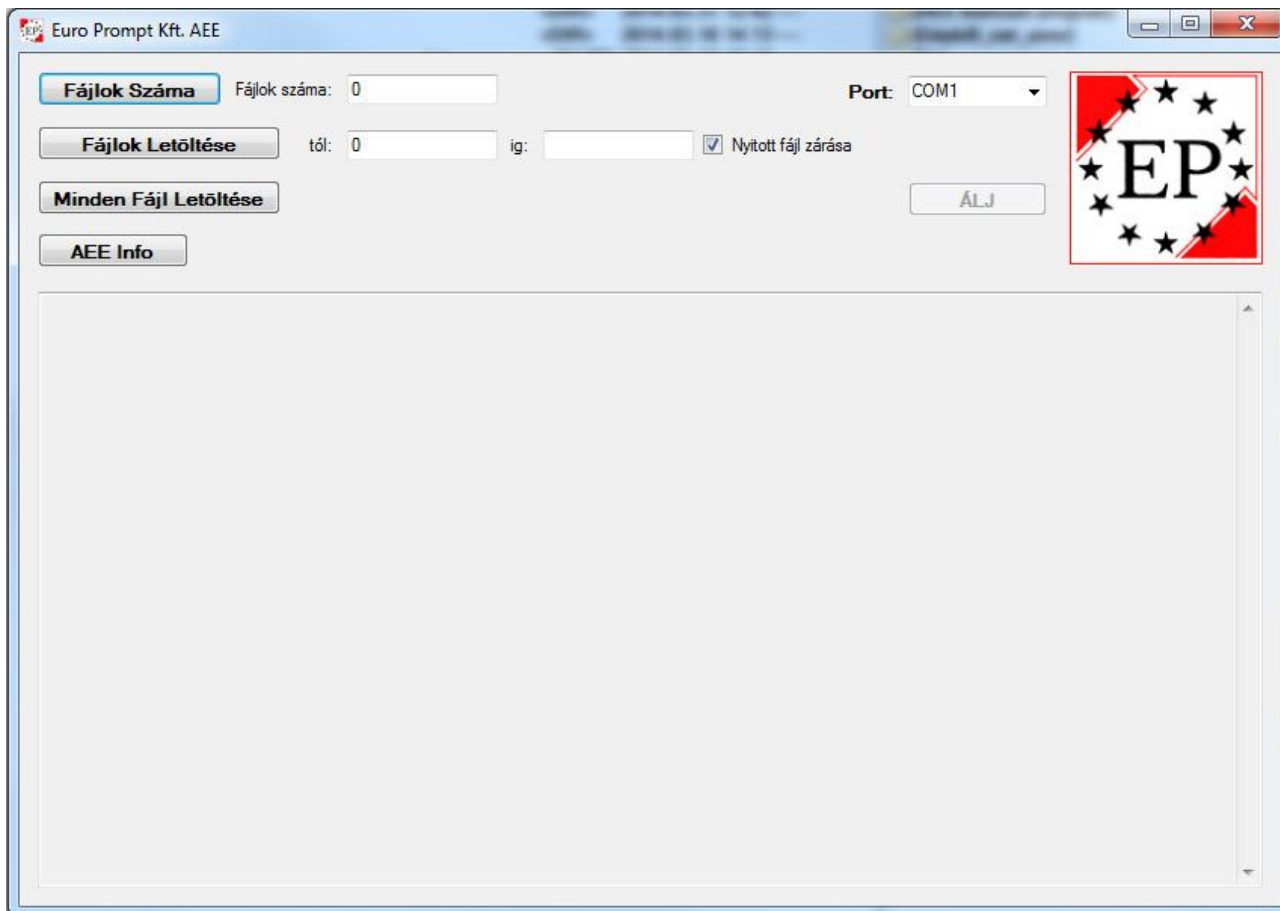 Euro Prompt Kft. AEE
Fájlok Száma Fájlok száma: 0 Port: COM1
Fájlok Letöltése tól: 0 ig: Nyitott fájl zárása
Minden Fájl Letöltése ÁLJ
AEE Info
EP